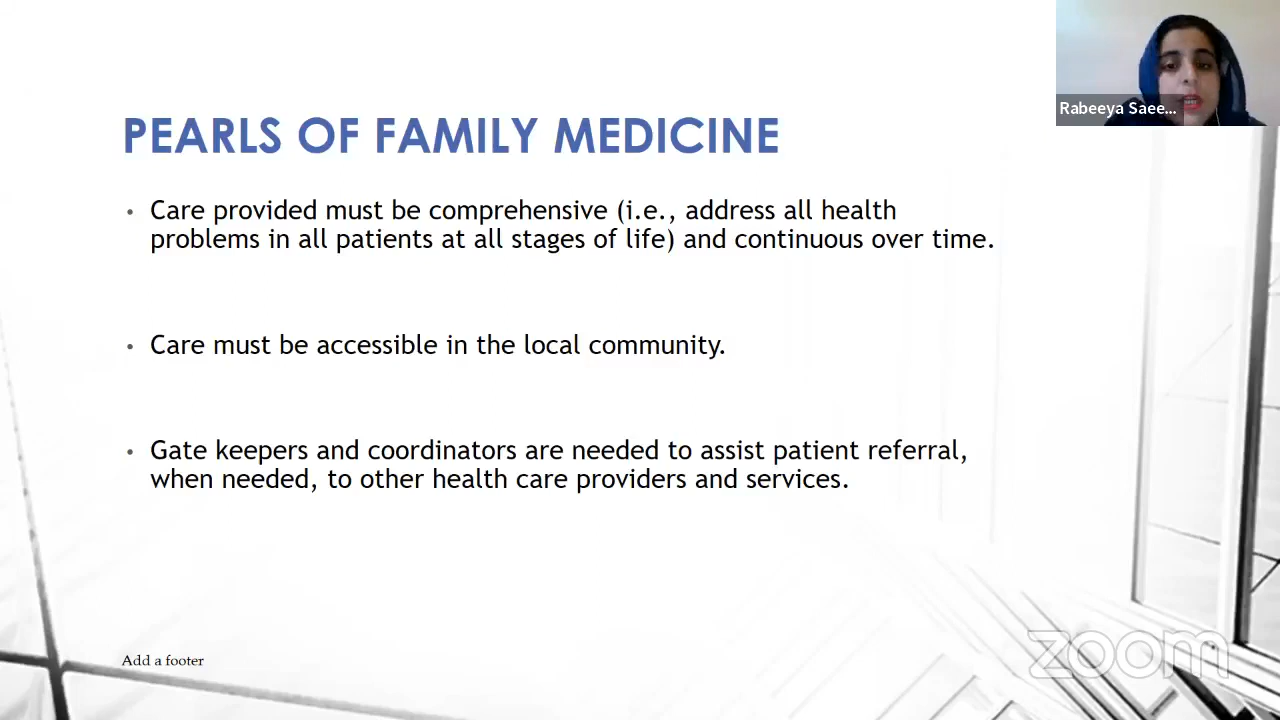 Rabeeya Saee...
PEARLS OF FAMILY MEDICINE
• Care provided must be comprehensive (i.e., address all health
problems in all patients at all stages of life) and continuous over time.
• Care must be accessible in the local community.
• Gate keepers and coordinators are needed to assist patient referral,
when needed, to other health care providers and services.
Add a footer
zoom